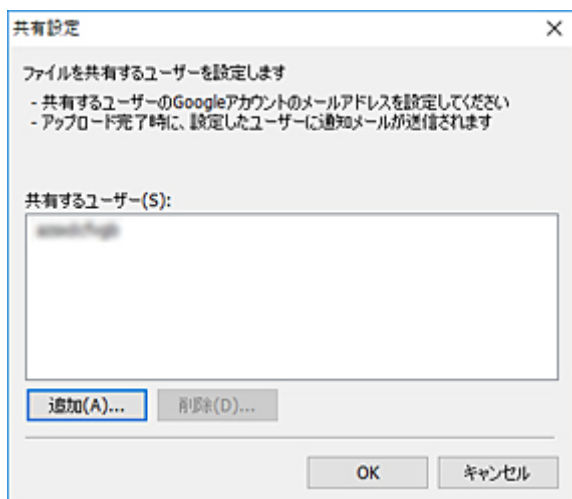 共有設定
ファイルを共有するユーザーを設定します
- 共有するユーザーのGoogleアカウントのメールアドレスを設定してください
- アップロード完了時に、設定したユーザーに通知メールが送信されます
共有するユーザー(S):
追加(A)... 削除(D)...
OK キャンセル